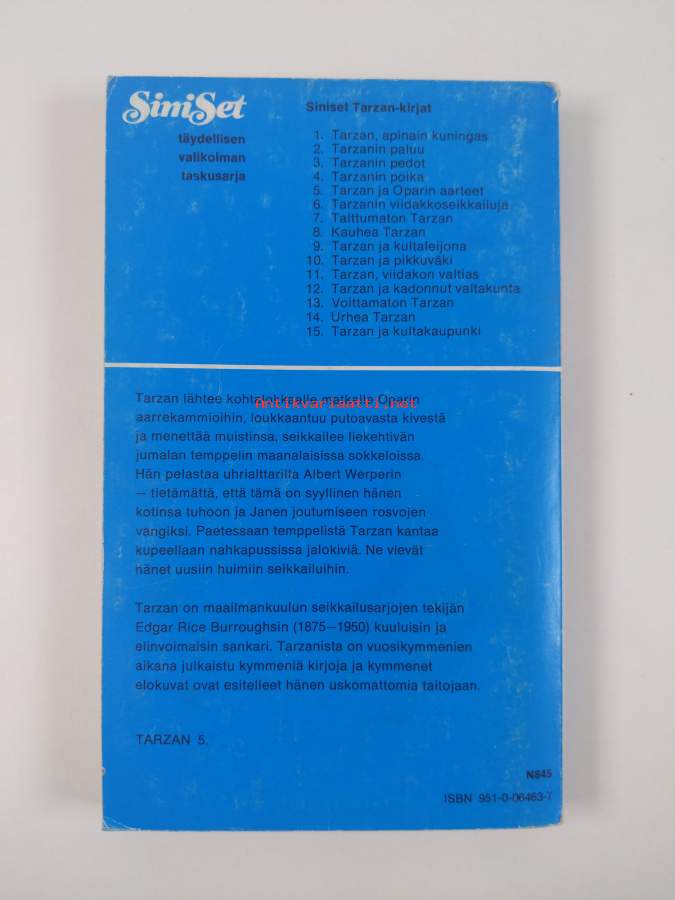 SiniSet
täydellisen
valikoiman
taskusarja
Siniset Tarzan-kirjat
1. Tarzan, apinain kuningas
2. Tarzanin paluu
3. Tarzanin pedot
4. Tarzanin poika
5. Tarzan ja Oparin aarteet
6. Tarzanin viidakkoseikkailuja
7. Talttumaton Tarzan
8. Kauhea Tarzan
9. Tarzan ja kultaleijona
10. Tarzan ja pikkuväki
11. Tarzan, viidakon valtias
12. Tarzan ja kadonnut valtakunta
13. Voittamaton Tarzan
14. Urhea Tarzan
15. Tarzan ja kultakaupunki
Tarzan lähtee kohtalokkaalle matkalle Oparin
Antikvariaatti.net
aarrekammioihin, loukkaantuu putoavasta kivestä
ja menettää muistinsa, seikkailee liekehtivän
jumalan temppelin maanalaisissa sokkeloissa.
Hän pelastaa uhrialttarilta Albert Werperin
— tietämättä, että tämä on syyllinen hänen
kotinsa tuhoon ja Janen joutumiseen rosvojen
vangiksi. Paetessaan temppelistä Tarzan kantaa
kupeellaan nahkapussissa jalokiviä. Ne vievät
hänet uusiin huimiin seikkailuihin.
Tarzan on maailmankuulun seikkailusarjojen tekijän
Edgar Rice Burroughsin (1875—1950) kuuluisin ja
elinvoimaisin sankari. Tarzanista on vuosikymmenien
aikana julkaistu kymmeniä kirjoja ja kymmenet
elokuvat ovat esitelleet hänen uskomattomia taitojaan.
TARZAN 5.
N845
ISBN 951-0-06463-7